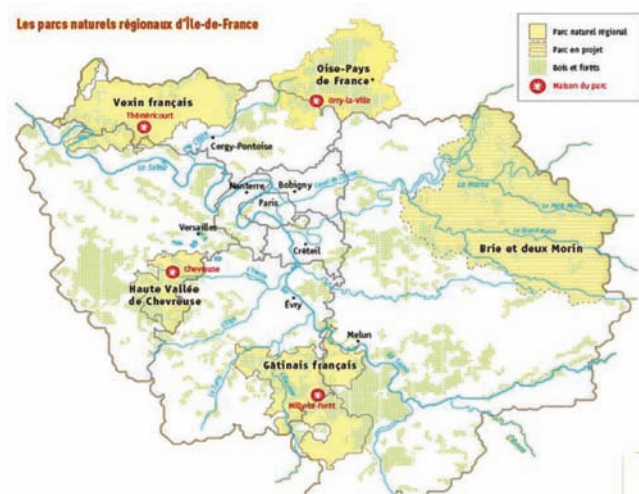 Les parcs naturels régionaux d'Île-de-France
Parc naturel régional
Parc en projet
Bois et forêts
Maison du parc
Oise-Pays
de France
Orry-la-Ville
Vexin français
Théméricourt
Cergy-Pontoise
La Seine
Nanterre
Bobigny
Paris
La Marne
Versailles
Créteil
Brie et deux Morin
Chevreuse
Haute Vallée
de Chevreuse
Évry
Melun
Gâtinais français
Milly-la-Forêt